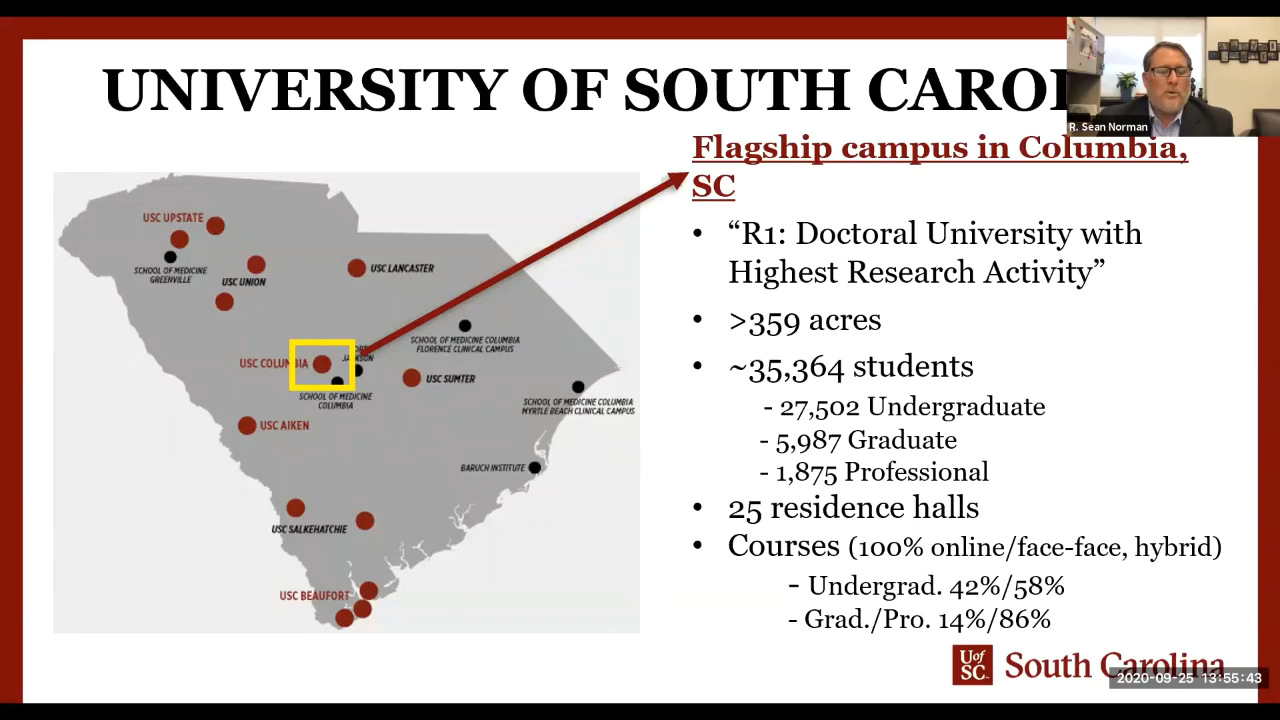 UNIVERSITY OF SOUTH CAROL
R. Sean Norman
Flagship campus in Columbia,
SC
• “R1: Doctoral University with
Highest Research Activity”
• >359 acres
• ~35,364 students
- 27,502 Undergraduate
- 5,987 Graduate
- 1,875 Professional
• 25 residence halls
• Courses (100% online/face-face, hybrid)
- Undergrad. 42%/58%
- Grad./Pro. 14%/86%
USC UPSTATE
SCHOOL OF MEDICINE
GREENVILLE
USC UNION
USC LANCASTER
SCHOOL OF MEDICINE COLUMBIA
FLORENCE CLINICAL CAMPUS
USC COLUMBIA
JACKSON
SCHOOL OF MEDICINE
COLUMBIA
USC SUMTER
SCHOOL OF MEDICINE COLUMBIA
MYRTLE BEACH CLINICAL CAMPUS
USC AIKEN
BARUCH INSTITUTE
USC SALKEHATCHIE
USC BEAUFORT
UofSC South Carolina
2020-09-25 13:55:43